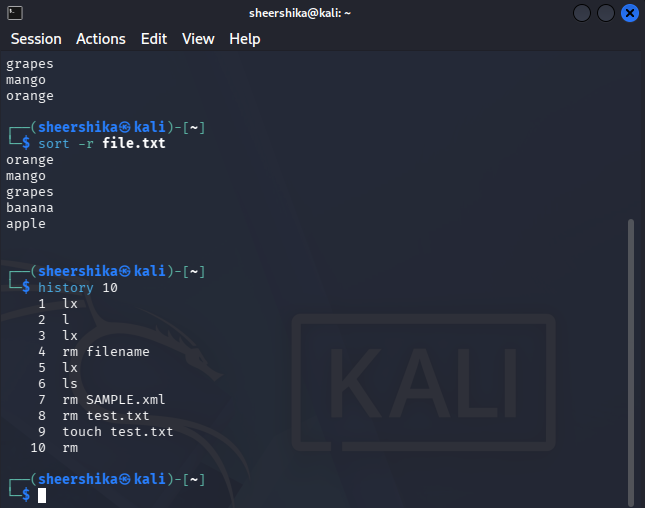 sheershika@kali: ~
Session Actions Edit View Help
grapes
mango
orange
┌──(sheershika㉿kali)-[~]
└─$ sort -r file.txt
orange
mango
grapes
banana
apple
┌──(sheershika㉿kali)-[~]
└─$ history 10
1 lx
2 l
3 lx
4 rm filename
5 lx
6 ls
7 rm SAMPLE.xml
8 rm test.txt
9 touch test.txt
10 rm
┌──(sheershika㉿kali)-[~]
└─$
KALI